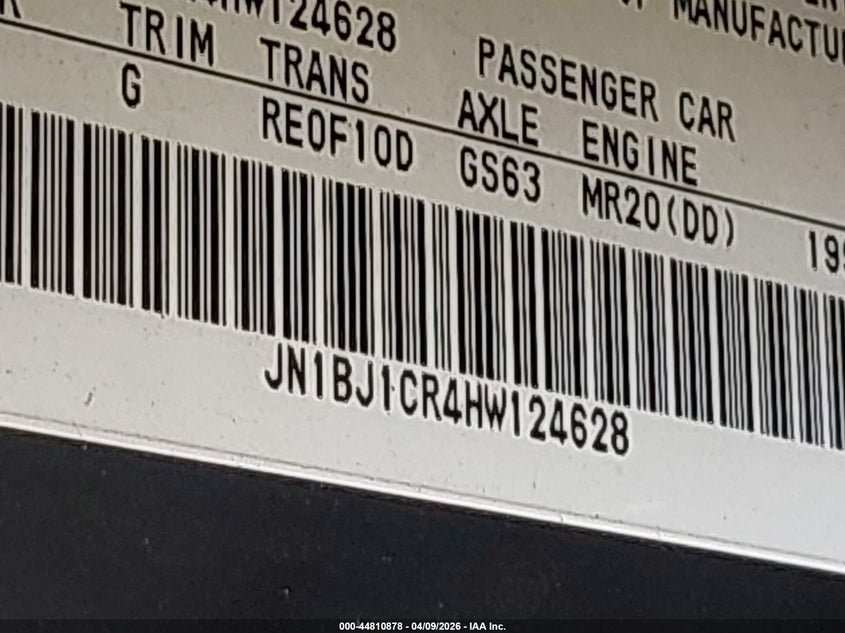 HW124628
MANUFACTU
TRIM TRANS
PASSENGER CAR
AXLE ENGINE
G RE0F10D GS63 MR20(DD) 19
JN1BJ1CR4HW124628
000-44810878 - 04/09/2026 - IAA Inc.